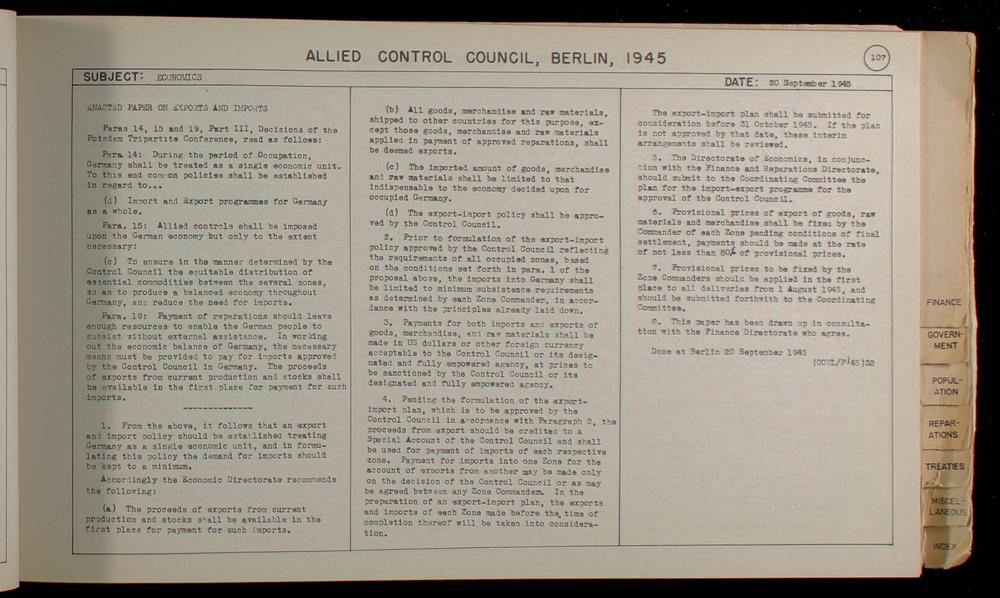 ALLIED CONTROL COUNCIL, BERLIN, 1945
107
SUBJECT: ECONOMICS
DATE: 20 September 1945
ENACTED PAPER ON EXPORTS AND IMPORTS
Paras 14, 15 and 19, Part III, Decisions of the
Potsdam Tripartite Conference, read as follows:
Para 14: During the period of Occupation,
Germany shall be treated as a single economic unit.
To this end common policies shall be established
in regard to...
(d) Import and Export programmes for Germany
as a whole.
Para. 15: Allied controls shall be imposed
upon the German economy but only to the extent
necessary:
(c) To ensure in the manner determined by the
Control Council the equitable distribution of
essential commodities between the several zones,
so as to produce a balanced economy throughout
Germany, and reduce the need for imports.
Para. 19: Payment of reparations should leave
enough resources to enable the German people to
subsist without external assistance. In working
out the economic balance of Germany, the necessary
means must be provided to pay for imports approved
by the Control Council in Germany. The proceeds
of exports from current production and stocks shall
be available in the first place for payment for such
imports.
--------------
1. From the above, it follows that an export
and import policy should be established treating
Germany as a single economic unit, and in formu-
lating this policy the demand for imports should
be kept to a minimum.
Accordingly the Economic Directorate recommends
the following:
(a) The proceeds of exports from current
production and stocks shall be available in the
first place for payment for such imports.
(b) All goods, merchandise and raw materials,
shipped to other countries for this purpose, ex-
cept those goods, merchandise and raw materials
applied in payment of approved reparations, shall
be deemed exports.
(c) The imported amount of goods, merchandise
and raw materials shall be limited to that
indispensable to the economy decided upon for
occupied Germany.
(d) The export-import policy shall be appro-
ved by the Control Council.
2. Prior to formulation of the export-import
policy approved by the Control Council reflecting
the requirements of all occupied zones, based
on the conditions set forth in para. 1 of the
proposal above, the imports into Germany shall
be limited to minimum subsistence requirements
as determined by each Zone Commander, in accor-
dance with the principles already laid down.
3. Payments for both imports and exports of
goods, merchandise, and raw materials shall be
made in US dollars or other foreign currency
acceptable to the Control Council or its desig-
nated and fully empowered agency, at prices to
be sanctioned by the Control Council or its
designated and fully empowered agency.
4. Pending the formulation of the export-
import plan, which is to be approved by the
Control Council in accordance with Paragraph 2, the
proceeds from export should be credited to a
Special Account of the Control Council and shall
be used for payment of imports of each respective
zone. Payment for imports into one Zone for the
account of exports from another may be made only
on the decision of the Control Council or as may
be agreed between any Zone Commanders. In the
preparation of an export-import plan, the exports
and imports of each Zone made before the time of
completion thereof will be taken into considera-
tion.
The export-import plan shall be submitted for
consideration before 31 October 1945. If the plan
is not approved by that date, these interim
arrangements shall be reviewed.
5. The Directorate of Economics, in conjunc-
tion with the Finance and Reparations Directorate,
should submit to the Coordinating Committee the
plan for the import-export programme for the
approval of the Control Council.
6. Provisional prices of export of goods, raw
materials and merchandise shall be fixed by the
Commander of each Zone pending conditions of final
settlement, payments should be made at the rate
of not less than 80% of provisional prices.
7. Provisional prices to be fixed by the
Zone Commanders should be applied in the first
place to all deliveries from 1 August 1945, and
should be submitted forthwith to the Coordinating
Committee.
8. This paper has been drawn up in consulta-
tion with the Finance Directorate who agree.
Done at Berlin 20 September 1945
FINANCE
GOVERN-
MENT
POPUL-
ATION
REPAR-
ATIONS
TREATIES
MISCEL-
LANEOUS
INDEX